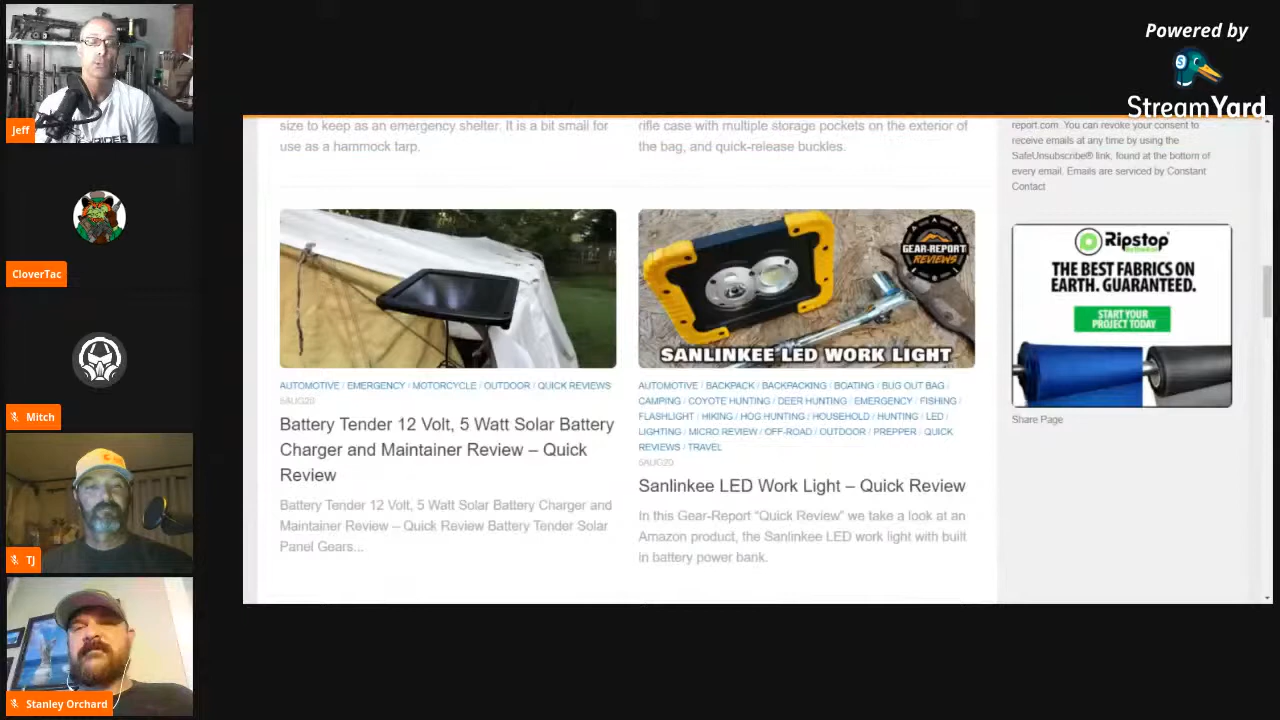 Powered by
StreamYard
Jeff
CloverTac
Mitch
TJ
Stanley Orchard
size to keep as an emergency shelter. It is a bit small for
use as a hammock tarp.
rifle case with multiple storage pockets on the exterior of
the bag, and quick-release buckles.
AUTOMOTIVE / EMERGENCY / MOTORCYCLE / OUTDOOR / QUICK REVIEWS
5AUG20
Battery Tender 12 Volt, 5 Watt Solar Battery
Charger and Maintainer Review – Quick
Review
Battery Tender 12 Volt, 5 Watt Solar Battery Charger and
Maintainer Review – Quick Review Battery Tender Solar
Panel Gears...
GEAR-REPORT
REVIEWS
SANLINKEE LED WORK LIGHT
AUTOMOTIVE / BACKPACK / BACKPACKING / BOATING / BUG OUT BAG /
CAMPING / COYOTE HUNTING / DEER HUNTING / EMERGENCY / FISHING /
FLASHLIGHT / HIKING / HOG HUNTING / HOUSEHOLD / HUNTING / LED /
LIGHTING / MICRO REVIEW / OFF-ROAD / OUTDOOR / PREPPER / QUICK
REVIEWS / TRAVEL
5AUG20
Sanlinkee LED Work Light – Quick Review
In this Gear-Report “Quick Review” we take a look at an
Amazon product, the Sanlinkee LED work light with built
in battery power bank.
report.com. You can revoke your consent to
receive emails at any time by using the
SafeUnsubscribe® link, found at the bottom of
every email. Emails are serviced by Constant
Contact
Ripstop
THE BEST FABRICS ON
EARTH. GUARANTEED.
START YOUR
PROJECT TODAY
Share Page